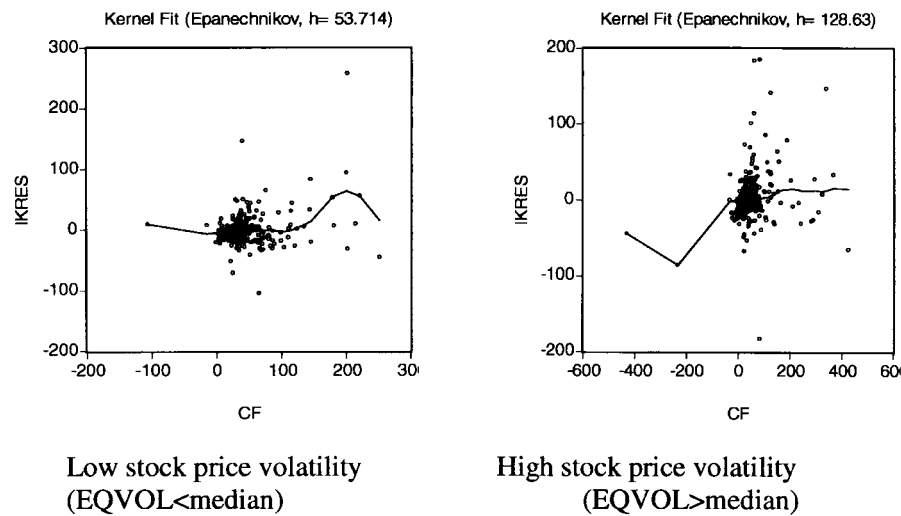 Kernel Fit (Epanechnikov, h= 53.714)
300
200
100
0
-100
-200
IKRES
-200 -100 0 100 200 30
CF
Low stock price volatility
(EQVOL<median)
Kernel Fit (Epanechnikov, h= 128.63)
200
100
0
-100
-200
IKRES
-600 -400 -200 0 200 400 60
CF
High stock price volatility
(EQVOL>median)